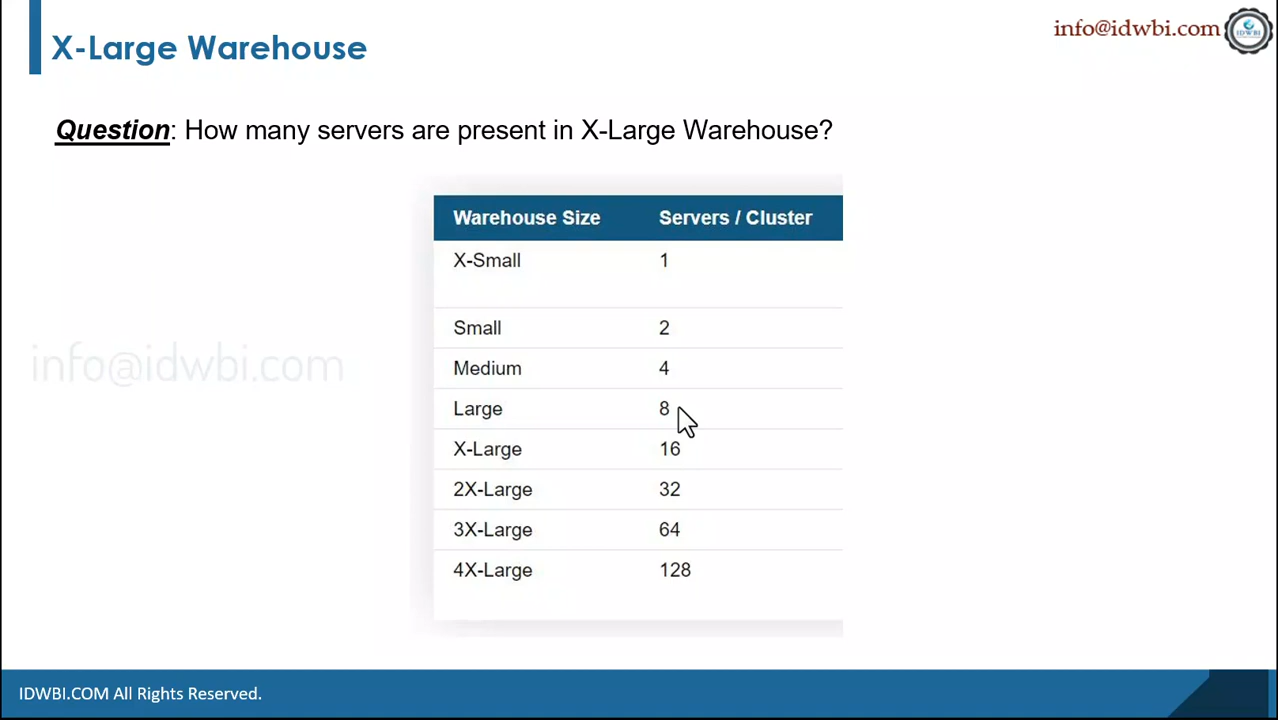 X-Large Warehouse
info@idwbi.com
IDWBI
Question: How many servers are present in X-Large Warehouse?
Warehouse Size Servers / Cluster
X-Small 1
Small 2
Medium 4
Large 8
X-Large 16
2X-Large 32
3X-Large 64
4X-Large 128
info@idwbi.com
IDWBI.COM All Rights Reserved.